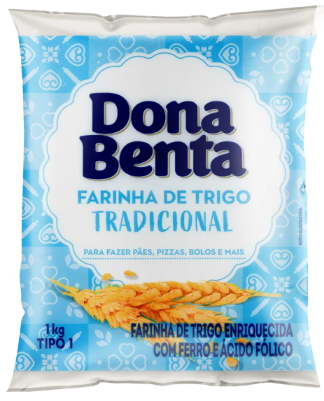 Dona
Benta
FARINHA DE TRIGO
TRADICIONAL
PARA FAZER PÃES, PIZZAS, BOLOS E MAIS
1kg
TIPO 1
FARINHA DE TRIGO ENRIQUECIDA
COM FERRO E ÁCIDO FÓLICO